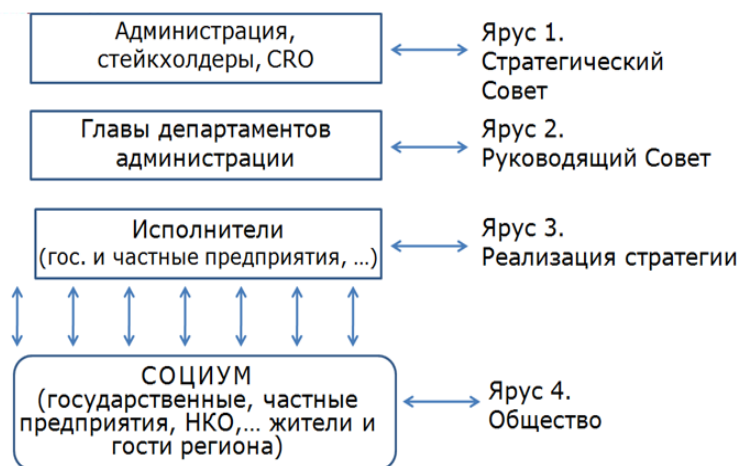 Администрация,
стейкхолдеры, CRO
Ярус 1.
Стратегический
Совет
Главы департаментов
администрации
Ярус 2.
Руководящий Совет
Исполнители
(гос. и частные предприятия, ...)
Ярус 3.
Реализация стратегии
СОЦИУМ
(государственные, частные
предприятия, НКО,... жители и
гости региона)
Ярус 4.
Общество